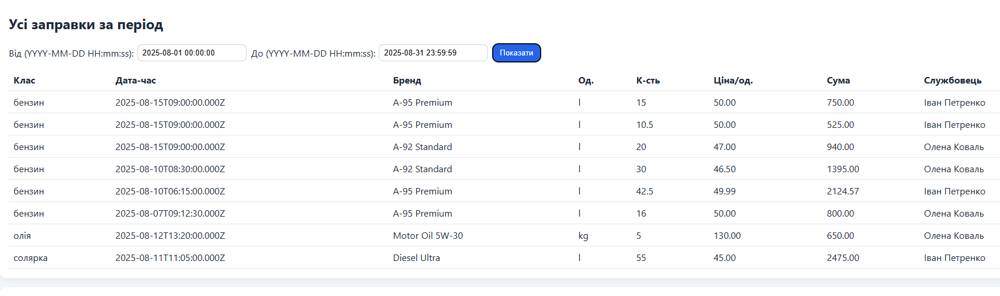 Усі заправки за період
Від (YYYY-MM-DD HH:mm:ss): 2025-08-01 00:00:00 До (YYYY-MM-DD HH:mm:ss): 2025-08-31 23:59:59 Показати
Клас Дата-час Бренд Од. К-сть Ціна/од. Сума Службовець
бензин 2025-08-15T09:00:00.000Z A-95 Premium l 15 50.00 750.00 Іван Петренко
бензин 2025-08-15T09:00:00.000Z A-95 Premium l 10.5 50.00 525.00 Іван Петренко
бензин 2025-08-15T09:00:00.000Z A-92 Standard l 20 47.00 940.00 Олена Коваль
бензин 2025-08-10T08:30:00.000Z A-92 Standard l 30 46.50 1395.00 Олена Коваль
бензин 2025-08-10T06:15:00.000Z A-95 Premium l 42.5 49.99 2124.57 Іван Петренко
бензин 2025-08-07T09:12:30.000Z A-95 Premium l 16 50.00 800.00 Олена Коваль
олія 2025-08-12T13:20:00.000Z Motor Oil 5W-30 kg 5 130.00 650.00 Олена Коваль
солярка 2025-08-11T11:05:00.000Z Diesel Ultra l 55 45.00 2475.00 Іван Петренко